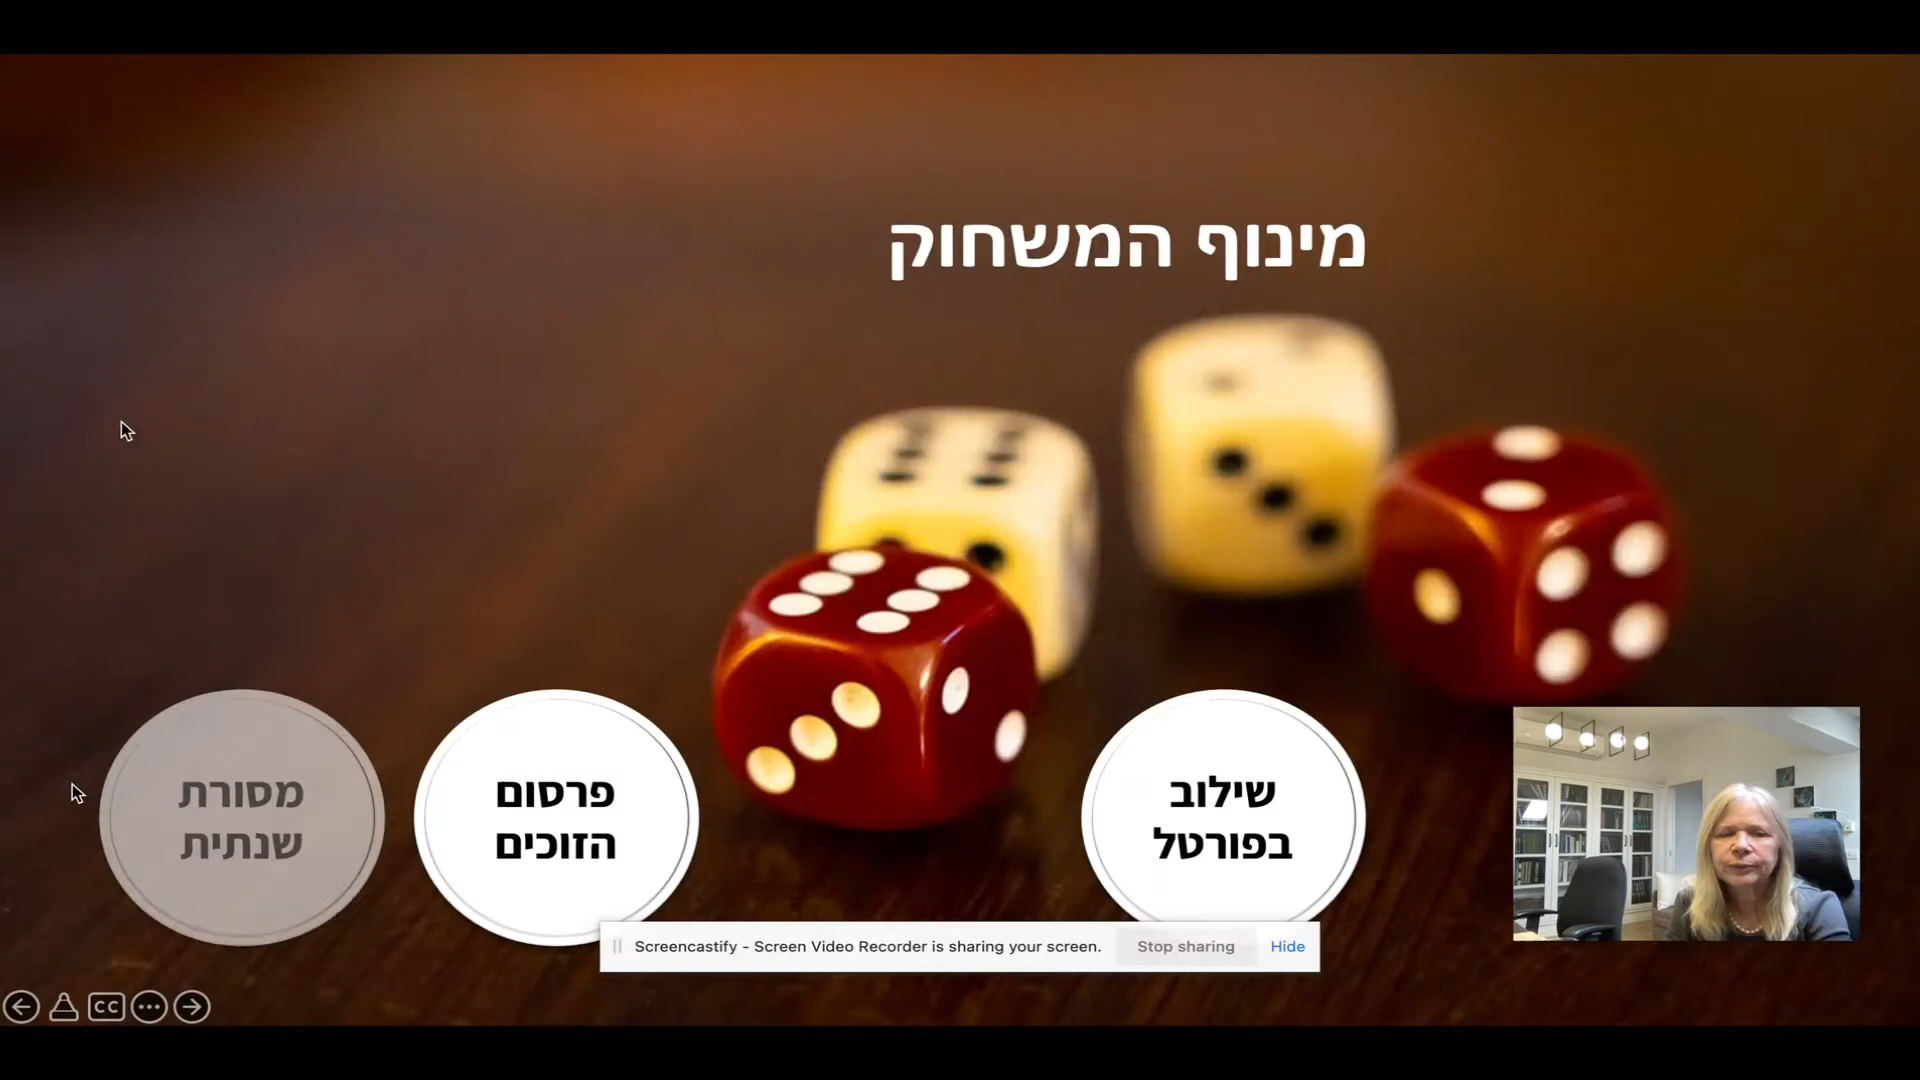 מינוף המשחוק
שילוב
בפורטל
פרסום
הזוכים
מסורת
שנתית
Screencastify - Screen Video Recorder is sharing your screen.
Stop sharing
Hide
CC